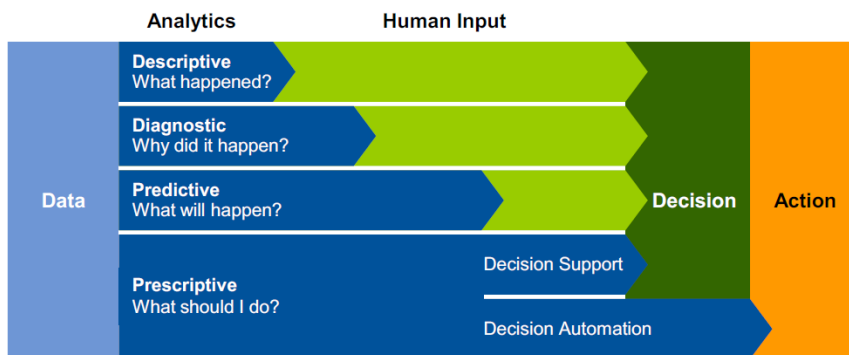 Analytics
Human Input
Descriptive
What happened?
Diagnostic
Why did it happen?
Data
Predictive
What will happen?
Decision
Action
Prescriptive
What should I do?
Decision Support
Decision Automation